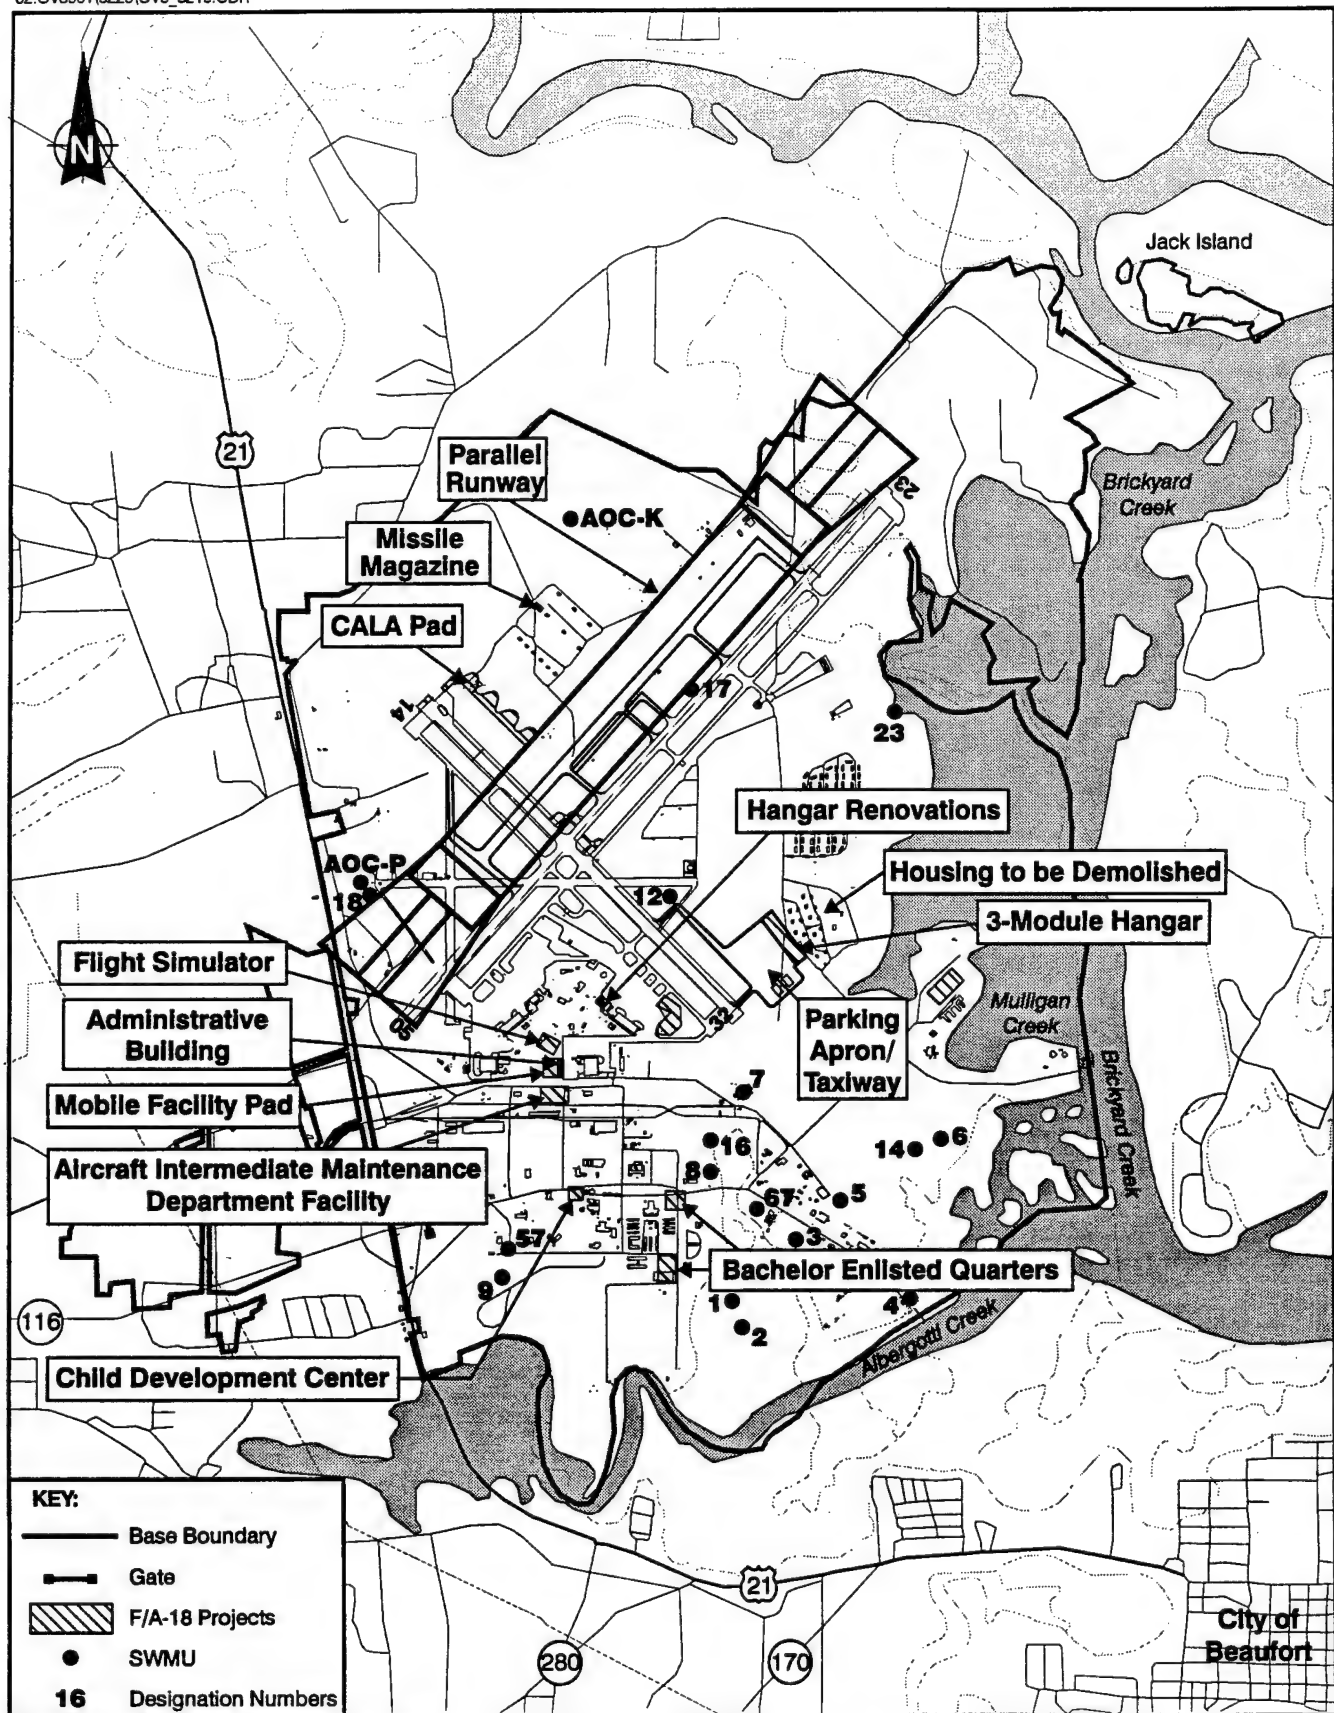 N
Jack Island
21
Parallel
Runway
23
Brickyard
Creek
AOC-K
Missile
Magazine
CALA Pad
17
14
23
Hangar Renovations
AOC-P
Housing to be Demolished
18
12
3-Module Hangar
Flight Simulator
Mulligan
Creek
Administrative
Building
05
32
Parking
Apron/
Taxiway
Brickyard Creek
Mobile Facility Pad
7
16
14
6
Aircraft Intermediate Maintenance
Department Facility
8
67
5
57
3
Bachelor Enlisted Quarters
9
1
4
116
2
Albergotti Creek
Child Development Center
KEY:
Base Boundary
Gate
F/A-18 Projects
SWMU
16 Designation Numbers
21
280
170
City of
Beaufort